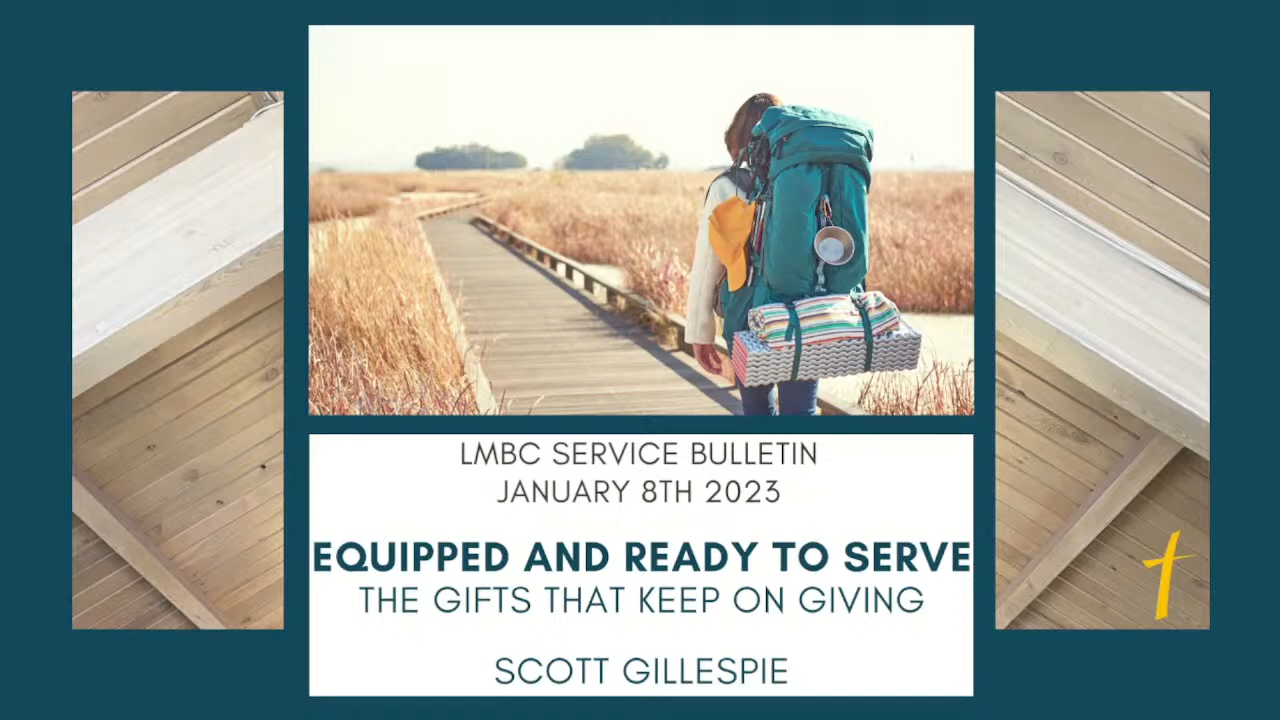 LMBC SERVICE BULLETIN
JANUARY 8TH 2023
EQUIPPED AND READY TO SERVE
THE GIFTS THAT KEEP ON GIVING
SCOTT GILLESPIE